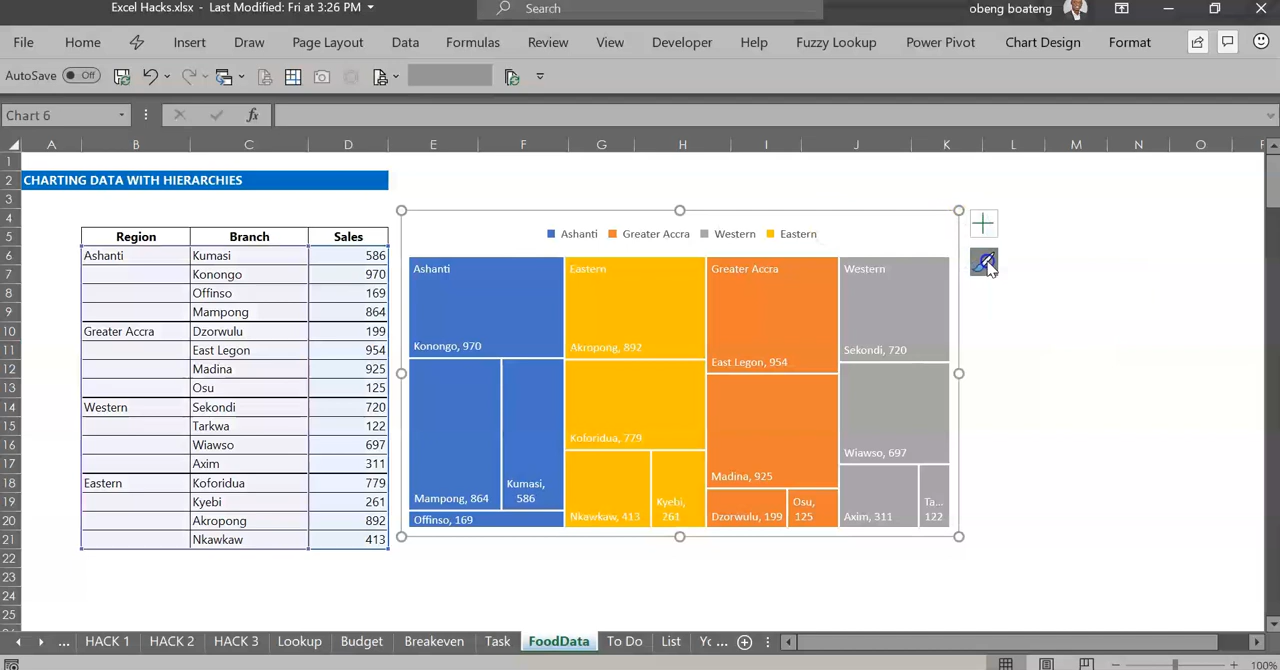 Excel Hacks.xlsx - Last Modified: Fri at 3:26 PM
Search
obeng boateng
File Home Insert Draw Page Layout Data Formulas Review View Developer Help Fuzzy Lookup Power Pivot Chart Design Format
AutoSave Off
Chart 6 fx
A B C D E F G H I J K L M N O
1
2 CHARTING DATA WITH HIERARCHIES
3
4
5 Region Branch Sales
6 Ashanti Kumasi 586
7 Konongo 970
8 Offinso 169
9 Mampong 864
10 Greater Accra Dzorwulu 199
11 East Legon 954
12 Madina 925
13 Osu 125
14 Western Sekondi 720
15 Tarkwa 122
16 Wiawso 697
17 Axim 311
18 Eastern Koforidua 779
19 Kyebi 261
20 Akropong 892
21 Nkawkaw 413
22
23
24
25
Ashanti Greater Accra Western Eastern
Ashanti
Konongo, 970
Mampong, 864
Kumasi,
586
Offinso, 169
Eastern
Akropong, 892
Koforidua, 779
Nkawkaw, 413
Kyebi,
261
Greater Accra
East Legon, 954
Madina, 925
Dzorwulu, 199
Osu,
125
Western
Sekondi, 720
Wiawso, 697
Axim, 311
Ta...
122
... HACK 1 HACK 2 HACK 3 Lookup Budget Breakeven Task FoodData To Do List Yo ...
100%